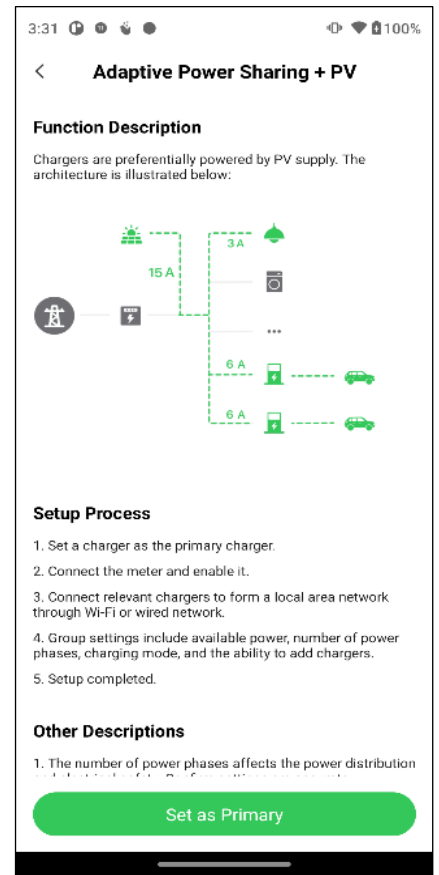 3:31 100%
Adaptive Power Sharing + PV
Function Description
Chargers are preferentially powered by PV supply. The
architecture is illustrated below:
3 A
15 A
...
6 A
6 A
Setup Process
1. Set a charger as the primary charger.
2. Connect the meter and enable it.
3. Connect relevant chargers to form a local area network
through Wi-Fi or wired network.
4. Group settings include available power, number of power
phases, charging mode, and the ability to add chargers.
5. Setup completed.
Other Descriptions
1. The number of power phases affects the power distribution
Set as Primary